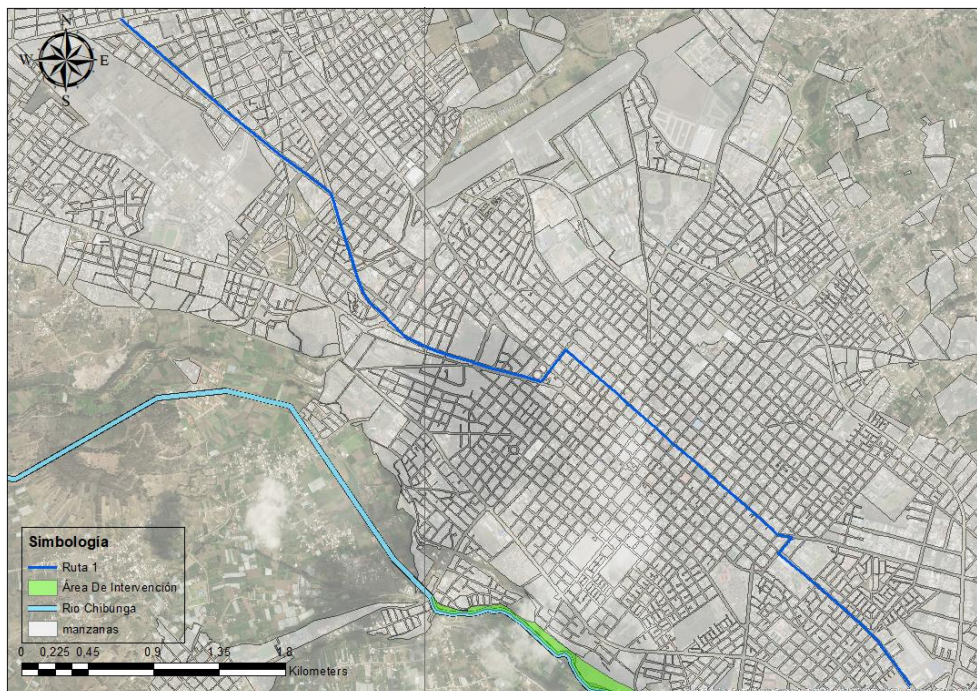 N
W E
S
Simbología
Ruta 1
Área De Intervención
Rio Chibunga
manzanas
0 0,225 0,45 0,9 1,35 1,8
Kilometers